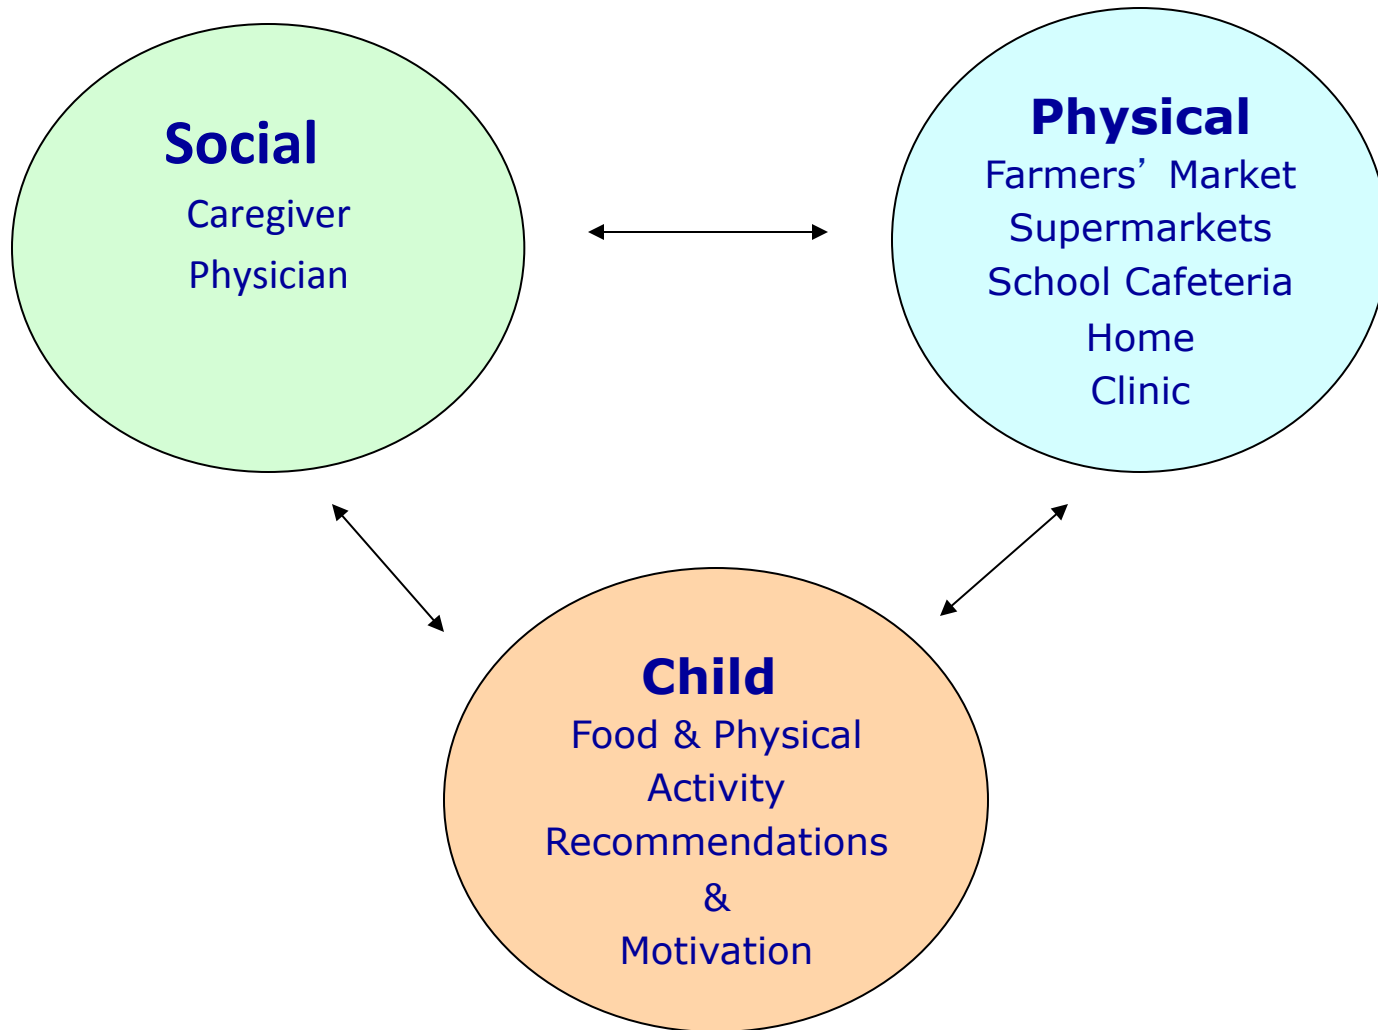 Social
Caregiver
Physician
Physical
Farmers’ Market
Supermarkets
School Cafeteria
Home
Clinic
Child
Food & Physical
Activity
Recommendations
&
Motivation